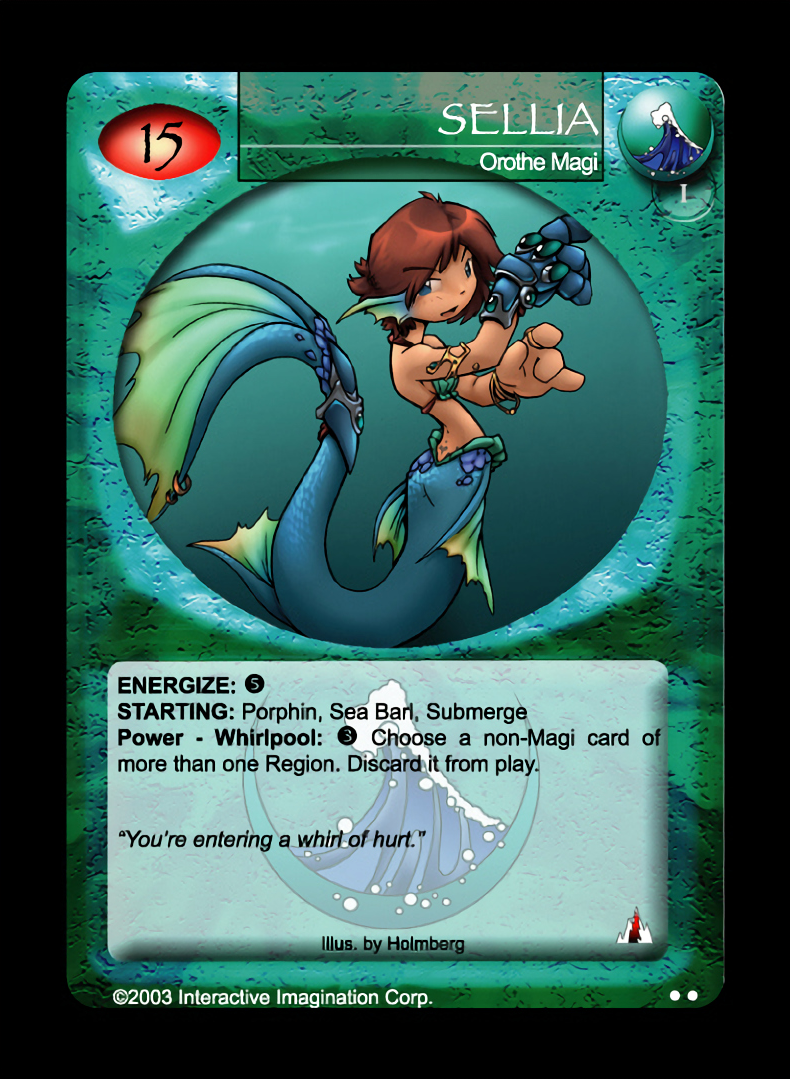 15
SELLIA
Orothe Magi
I
ENERGIZE: ❺
STARTING: Porphin, Sea Barl, Submerge
Power - Whirlpool: ❸ Choose a non-Magi card of
more than one Region. Discard it from play.
“You’re entering a whirl of hurt.”
Illus. by Holmberg
©2003 Interactive Imagination Corp.